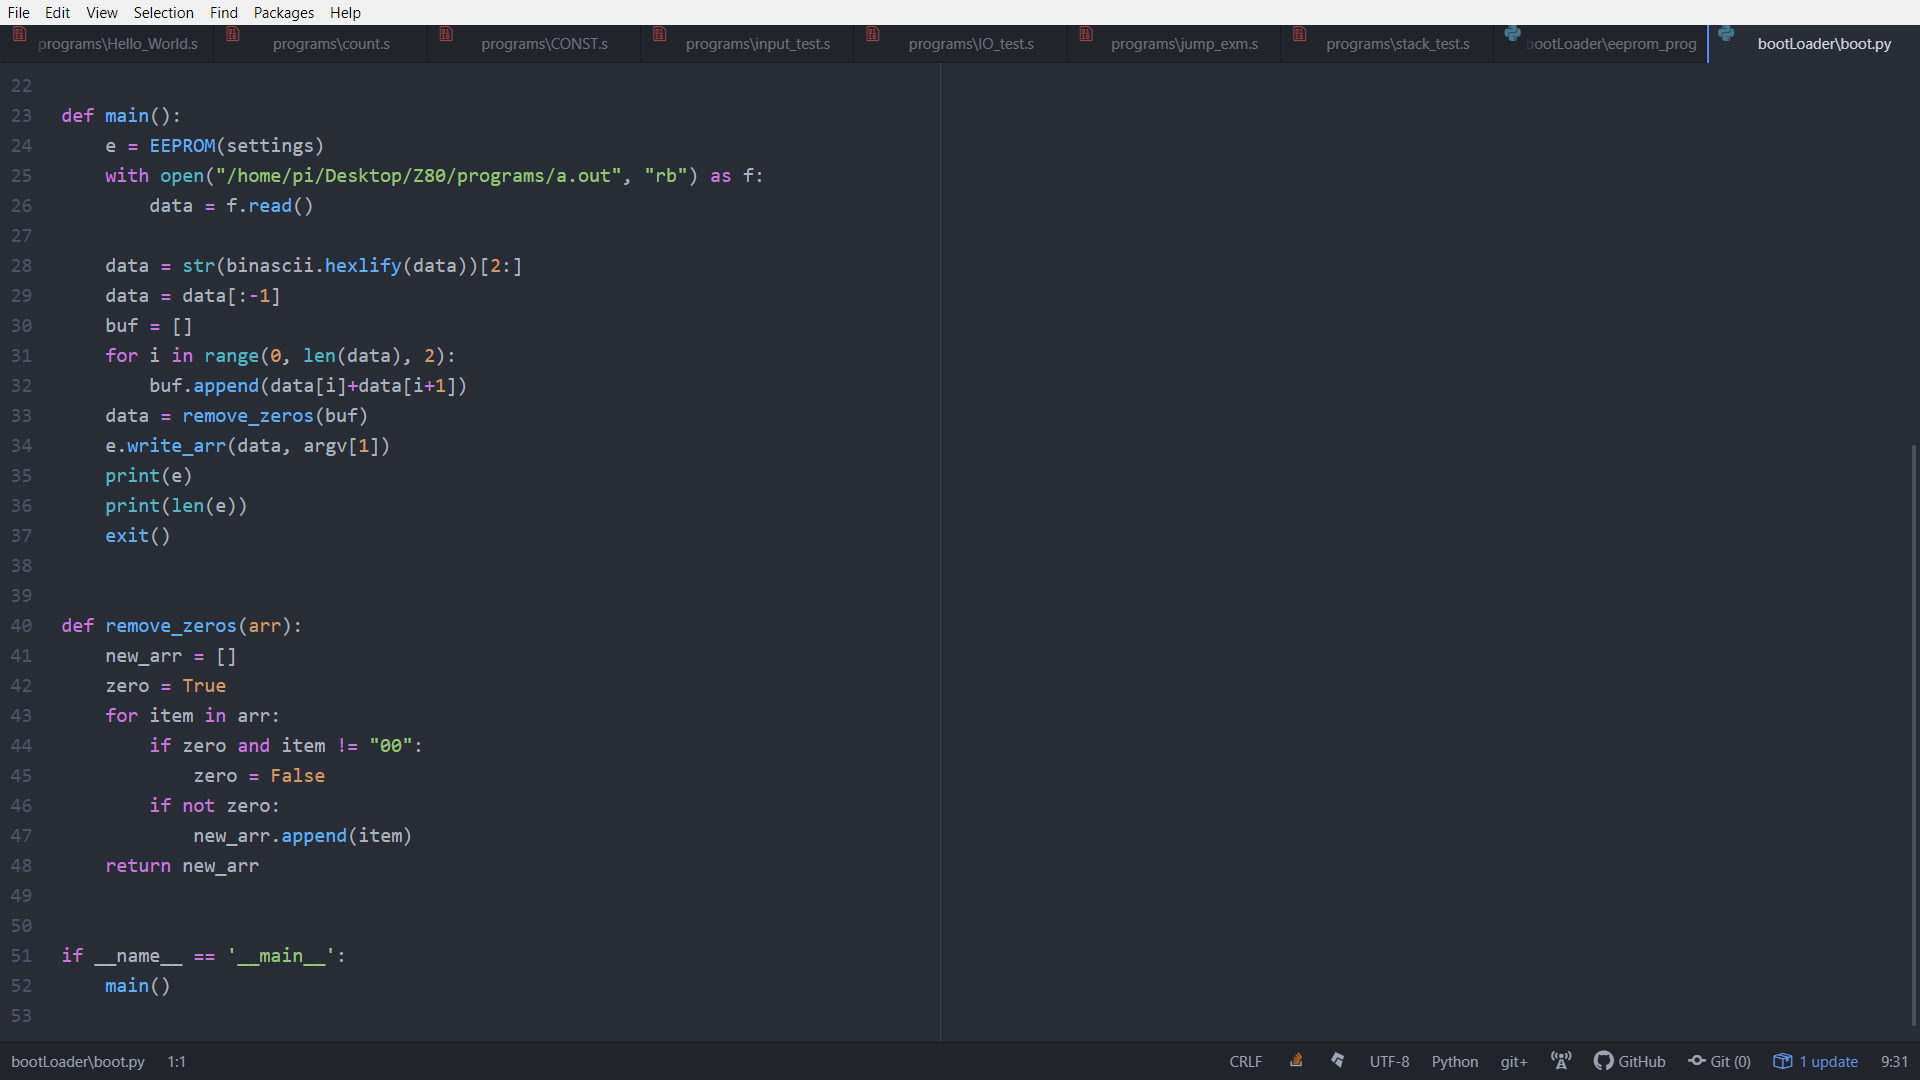 File Edit View Selection Find Packages Help
programs\Hello_World.s programs\count.s programs\CONST.s programs\input_test.s programs\IO_test.s programs\jump_exm.s programs\stack_test.s bootLoader\eeprom_prog bootLoader\boot.py
22
23 def main():
24     e = EEPROM(settings)
25     with open("/home/pi/Desktop/Z80/programs/a.out", "rb") as f:
26         data = f.read()
27
28     data = str(binascii.hexlify(data))[2:]
29     data = data[:-1]
30     buf = []
31     for i in range(0, len(data), 2):
32         buf.append(data[i]+data[i+1])
33     data = remove_zeros(buf)
34     e.write_arr(data, argv[1])
35     print(e)
36     print(len(e))
37     exit()
38
39
40 def remove_zeros(arr):
41     new_arr = []
42     zero = True
43     for item in arr:
44         if zero and item != "00":
45             zero = False
46         if not zero:
47             new_arr.append(item)
48     return new_arr
49
50
51 if __name__ == '__main__':
52     main()
53
bootLoader\boot.py 1:1 CRLF UTF-8 Python git+ GitHub Git (0) 1 update 9:31